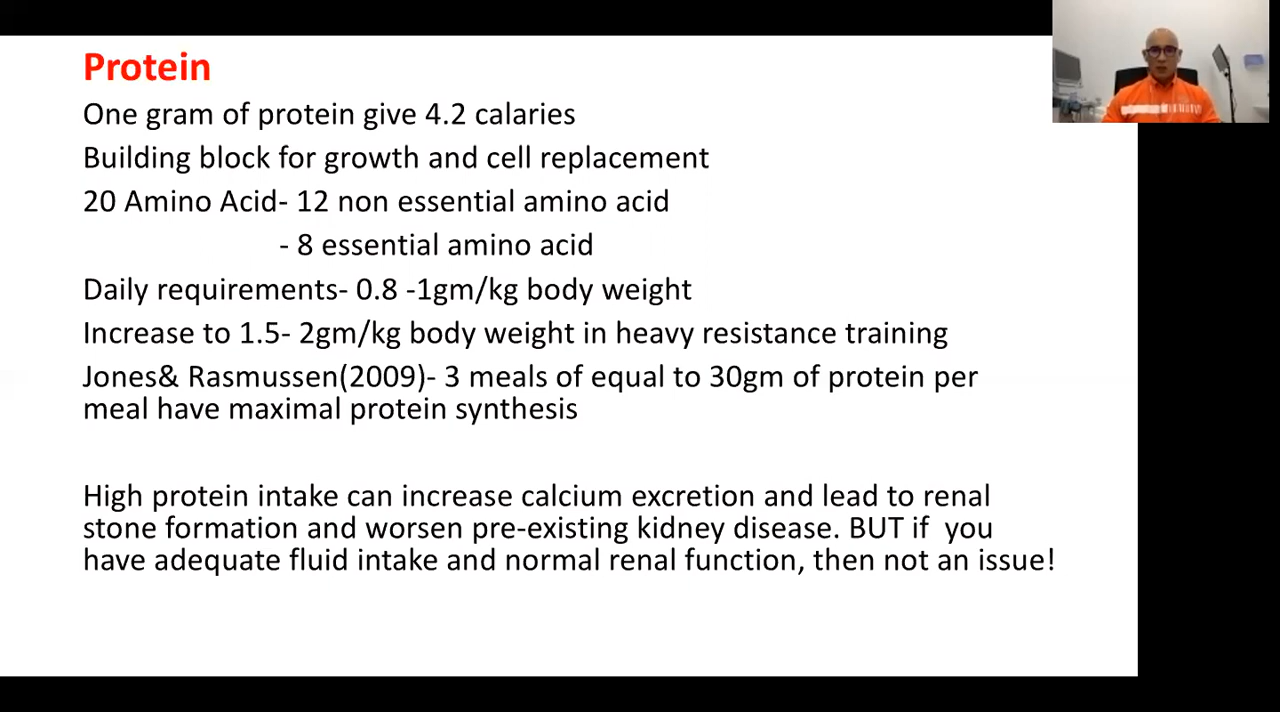 Protein
One gram of protein give 4.2 calaries
Building block for growth and cell replacement
20 Amino Acid- 12 non essential amino acid
- 8 essential amino acid
Daily requirements- 0.8 -1gm/kg body weight
Increase to 1.5- 2gm/kg body weight in heavy resistance training
Jones& Rasmussen(2009)- 3 meals of equal to 30gm of protein per
meal have maximal protein synthesis
High protein intake can increase calcium excretion and lead to renal
stone formation and worsen pre-existing kidney disease. BUT if  you
have adequate fluid intake and normal renal function, then not an issue!